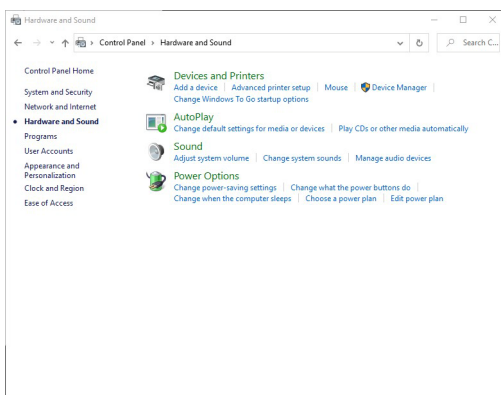 Hardware and Sound
Control Panel > Hardware and Sound
Search C...
Control Panel Home
System and Security
Network and Internet
Hardware and Sound
Programs
User Accounts
Appearance and
Personalization
Clock and Region
Ease of Access
Devices and Printers
Add a device | Advanced printer setup | Mouse | Device Manager |
Change Windows To Go startup options
AutoPlay
Change default settings for media or devices | Play CDs or other media automatically
Sound
Adjust system volume | Change system sounds | Manage audio devices
Power Options
Change power-saving settings | Change what the power buttons do |
Change when the computer sleeps | Choose a power plan | Edit power plan